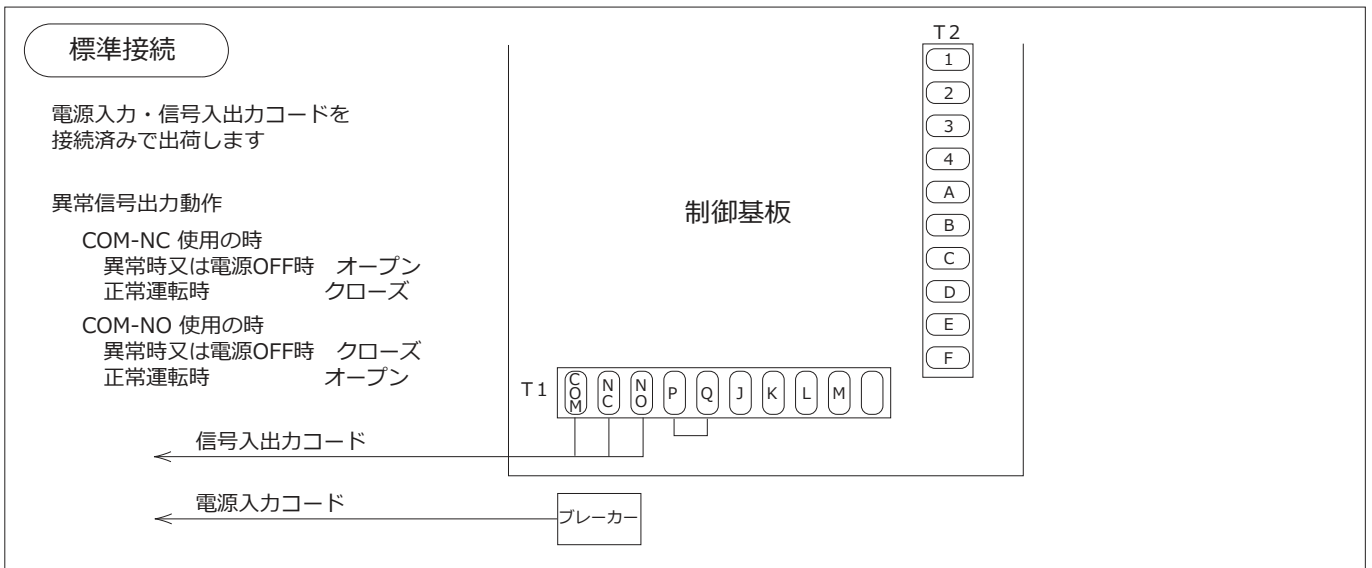 標準接続
電源入力・信号入出力コードを
接続済みで出荷します
異常信号出力動作
COM-NC 使用の時
異常時又は電源OFF時 オープン
正常運転時 クローズ
COM-NO 使用の時
異常時又は電源OFF時 クローズ
正常運転時 オープン
制御基板
T2
1
2
3
4
A
B
C
D
E
F
T1 COM NC NO P Q J K L M
信号入出力コード
電源入力コード
ブレーカー